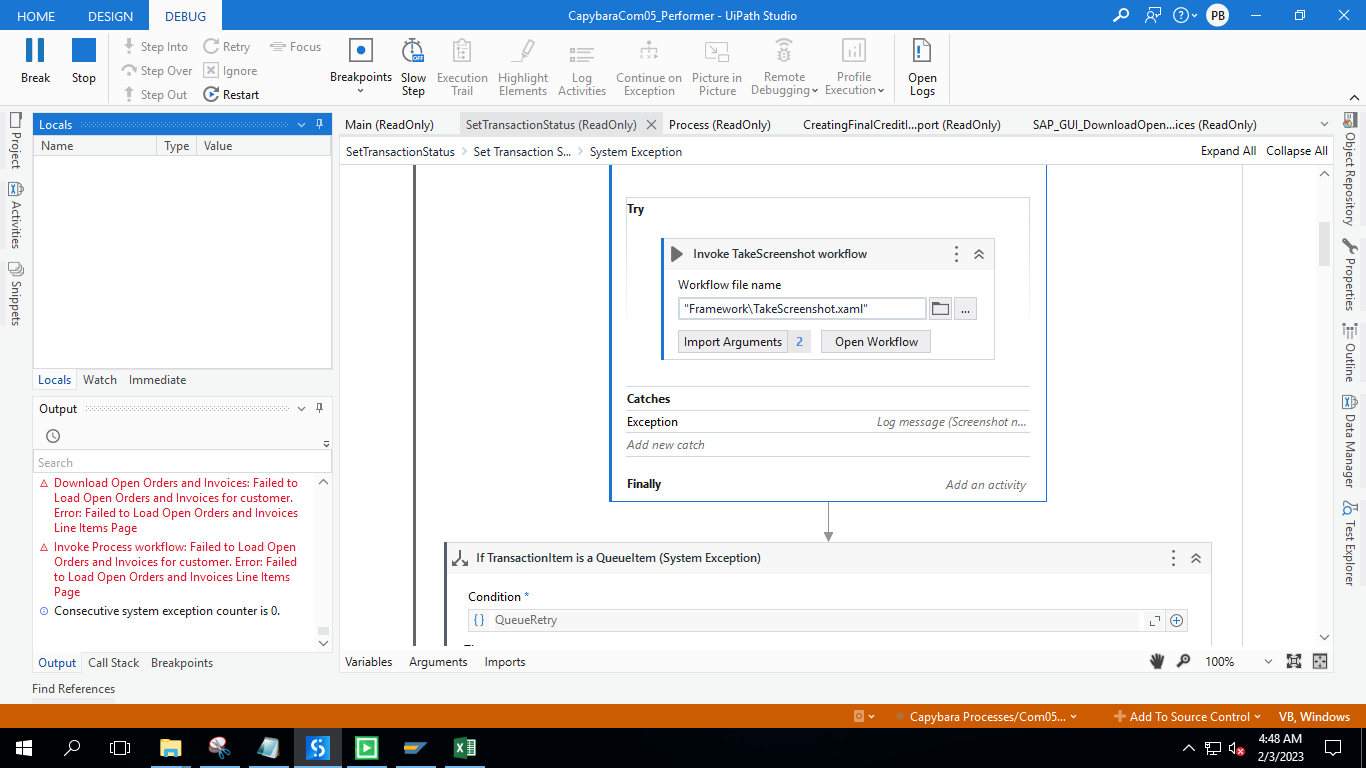 HOME DESIGN DEBUG CapybaraCom05_Performer - UiPath Studio PB
Break
Stop
Step Into
Step Over
Step Out
Retry
Ignore
Restart
Focus
Breakpoints
Slow
Step
Execution
Trail
Highlight
Elements
Log
Activities
Continue on
Exception
Picture in
Picture
Remote
Debugging
Profile
Execution
Open
Logs
Project
Activities
Snippets
Locals
Name Type Value
Locals Watch Immediate
Output
Search
Download Open Orders and Invoices: Failed to
Load Open Orders and Invoices for customer.
Error: Failed to Load Open Orders and Invoices
Line Items Page
Invoke Process workflow: Failed to Load Open
Orders and Invoices for customer. Error: Failed
to Load Open Orders and Invoices Line Items
Page
Consecutive system exception counter is 0.
Output Call Stack Breakpoints
Find References
Main (ReadOnly) SetTransactionStatus (ReadOnly) Process (ReadOnly) CreatingFinalCreditI...port (ReadOnly) SAP_GUI_DownloadOpen...ices (ReadOnly)
SetTransactionStatus > Set Transaction S... > System Exception Expand All Collapse All
Try
Invoke TakeScreenshot workflow
Workflow file name
"Framework\TakeScreenshot.xaml" ...
Import Arguments 2 Open Workflow
Catches
Exception Log message (Screenshot n...
Add new catch
Finally Add an activity
If TransactionItem is a QueueItem (System Exception)
Condition *
{} QueueRetry
Variables Arguments Imports 100%
Object Repository
Properties
Outline
Data Manager
Test Explorer
Capybara Processes/Com05... Add To Source Control VB, Windows
4:48 AM
2/3/2023